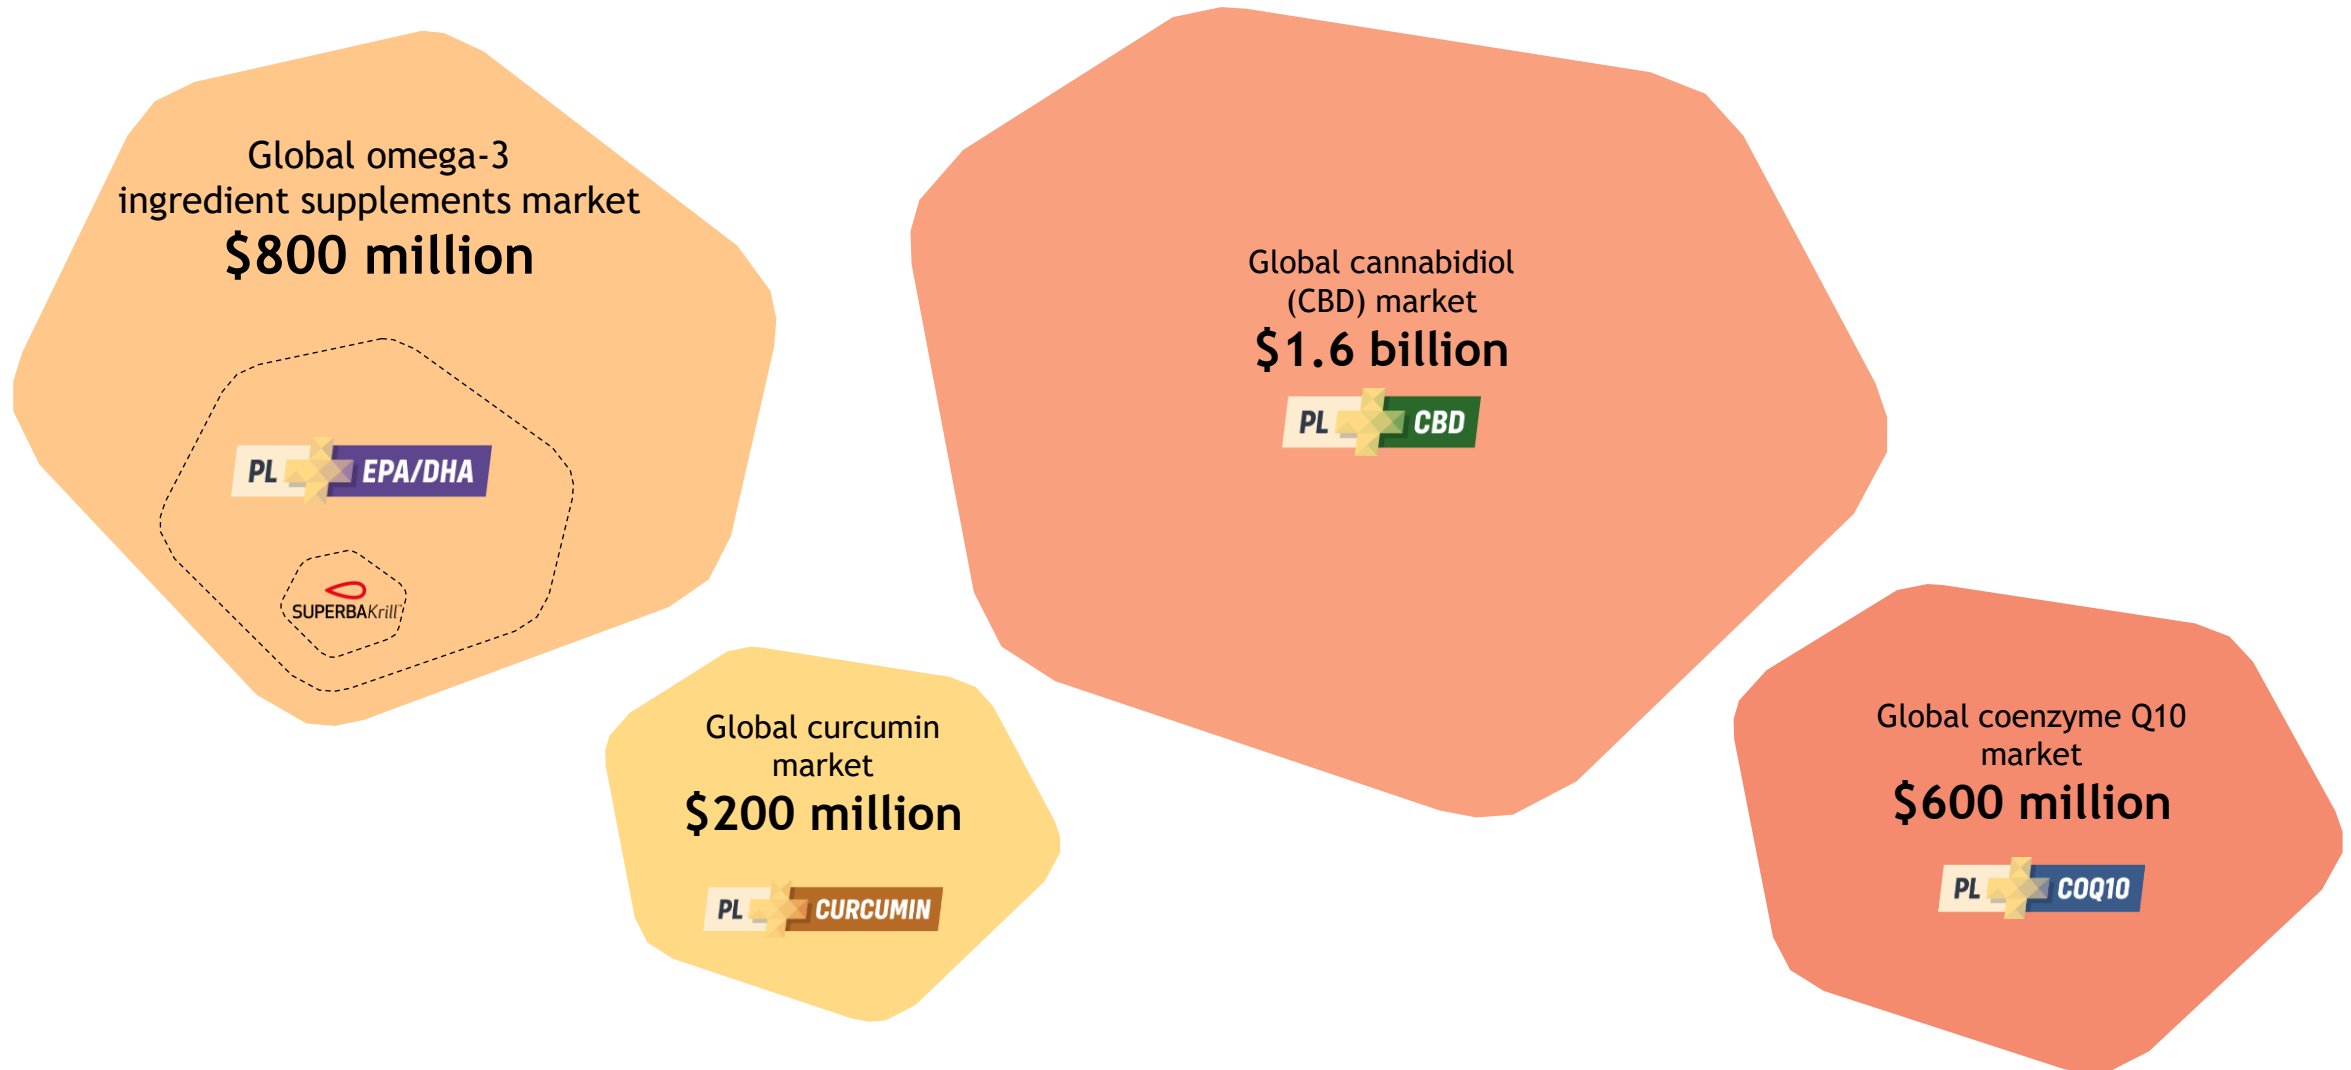 Global omega-3
ingredient supplements market
$800 million
PL EPA/DHA
SUPERBAKrill™
Global cannabidiol
(CBD) market
$1.6 billion
PL CBD
Global curcumin
market
$200 million
PL CURCUMIN
Global coenzyme Q10
market
$600 million
PL COQ10